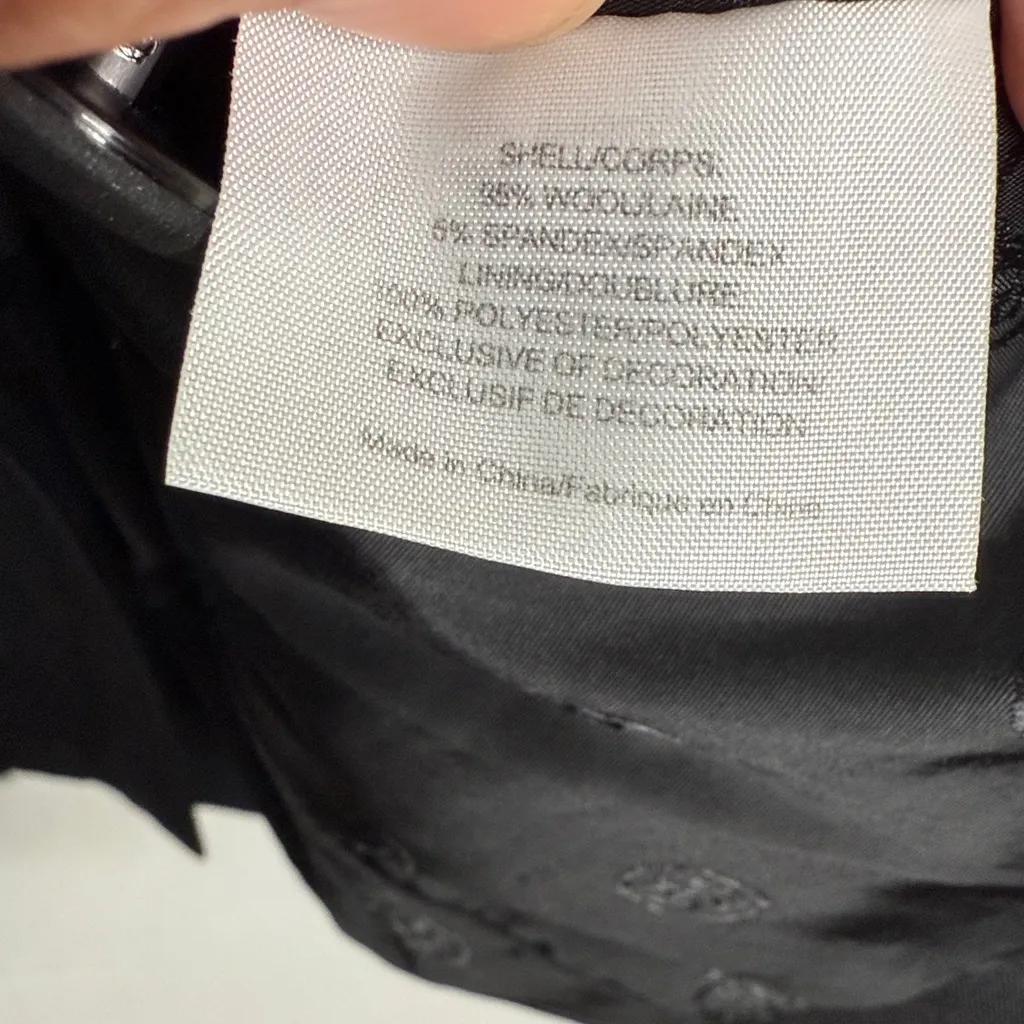 SHELL/CORPS:
95% WOOL/LAINE
5% SPANDEX/SPANDEX
LINING/DOUBLURE
100% POLYESTER/POLYESTER
EXCLUSIVE OF DECORATION
EXCLUSIF DE DECORATION
Made in China/Fabrique en Chine